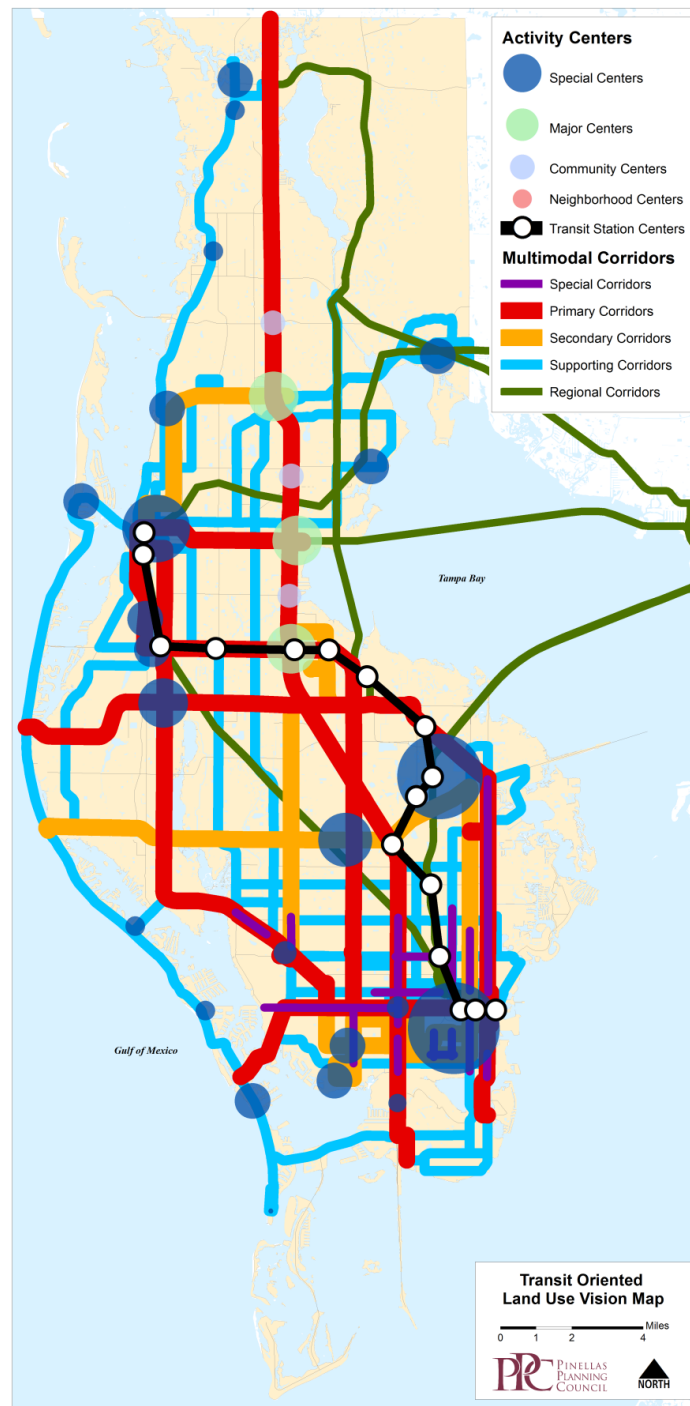 Activity Centers
Special Centers
Major Centers
Community Centers
Neighborhood Centers
Transit Station Centers
Multimodal Corridors
Special Corridors
Primary Corridors
Secondary Corridors
Supporting Corridors
Regional Corridors
Tampa Bay
Gulf of Mexico
Transit Oriented
Land Use Vision Map
Miles
0 1 2 4
PPC PINELLAS
PLANNING
COUNCIL
NORTH